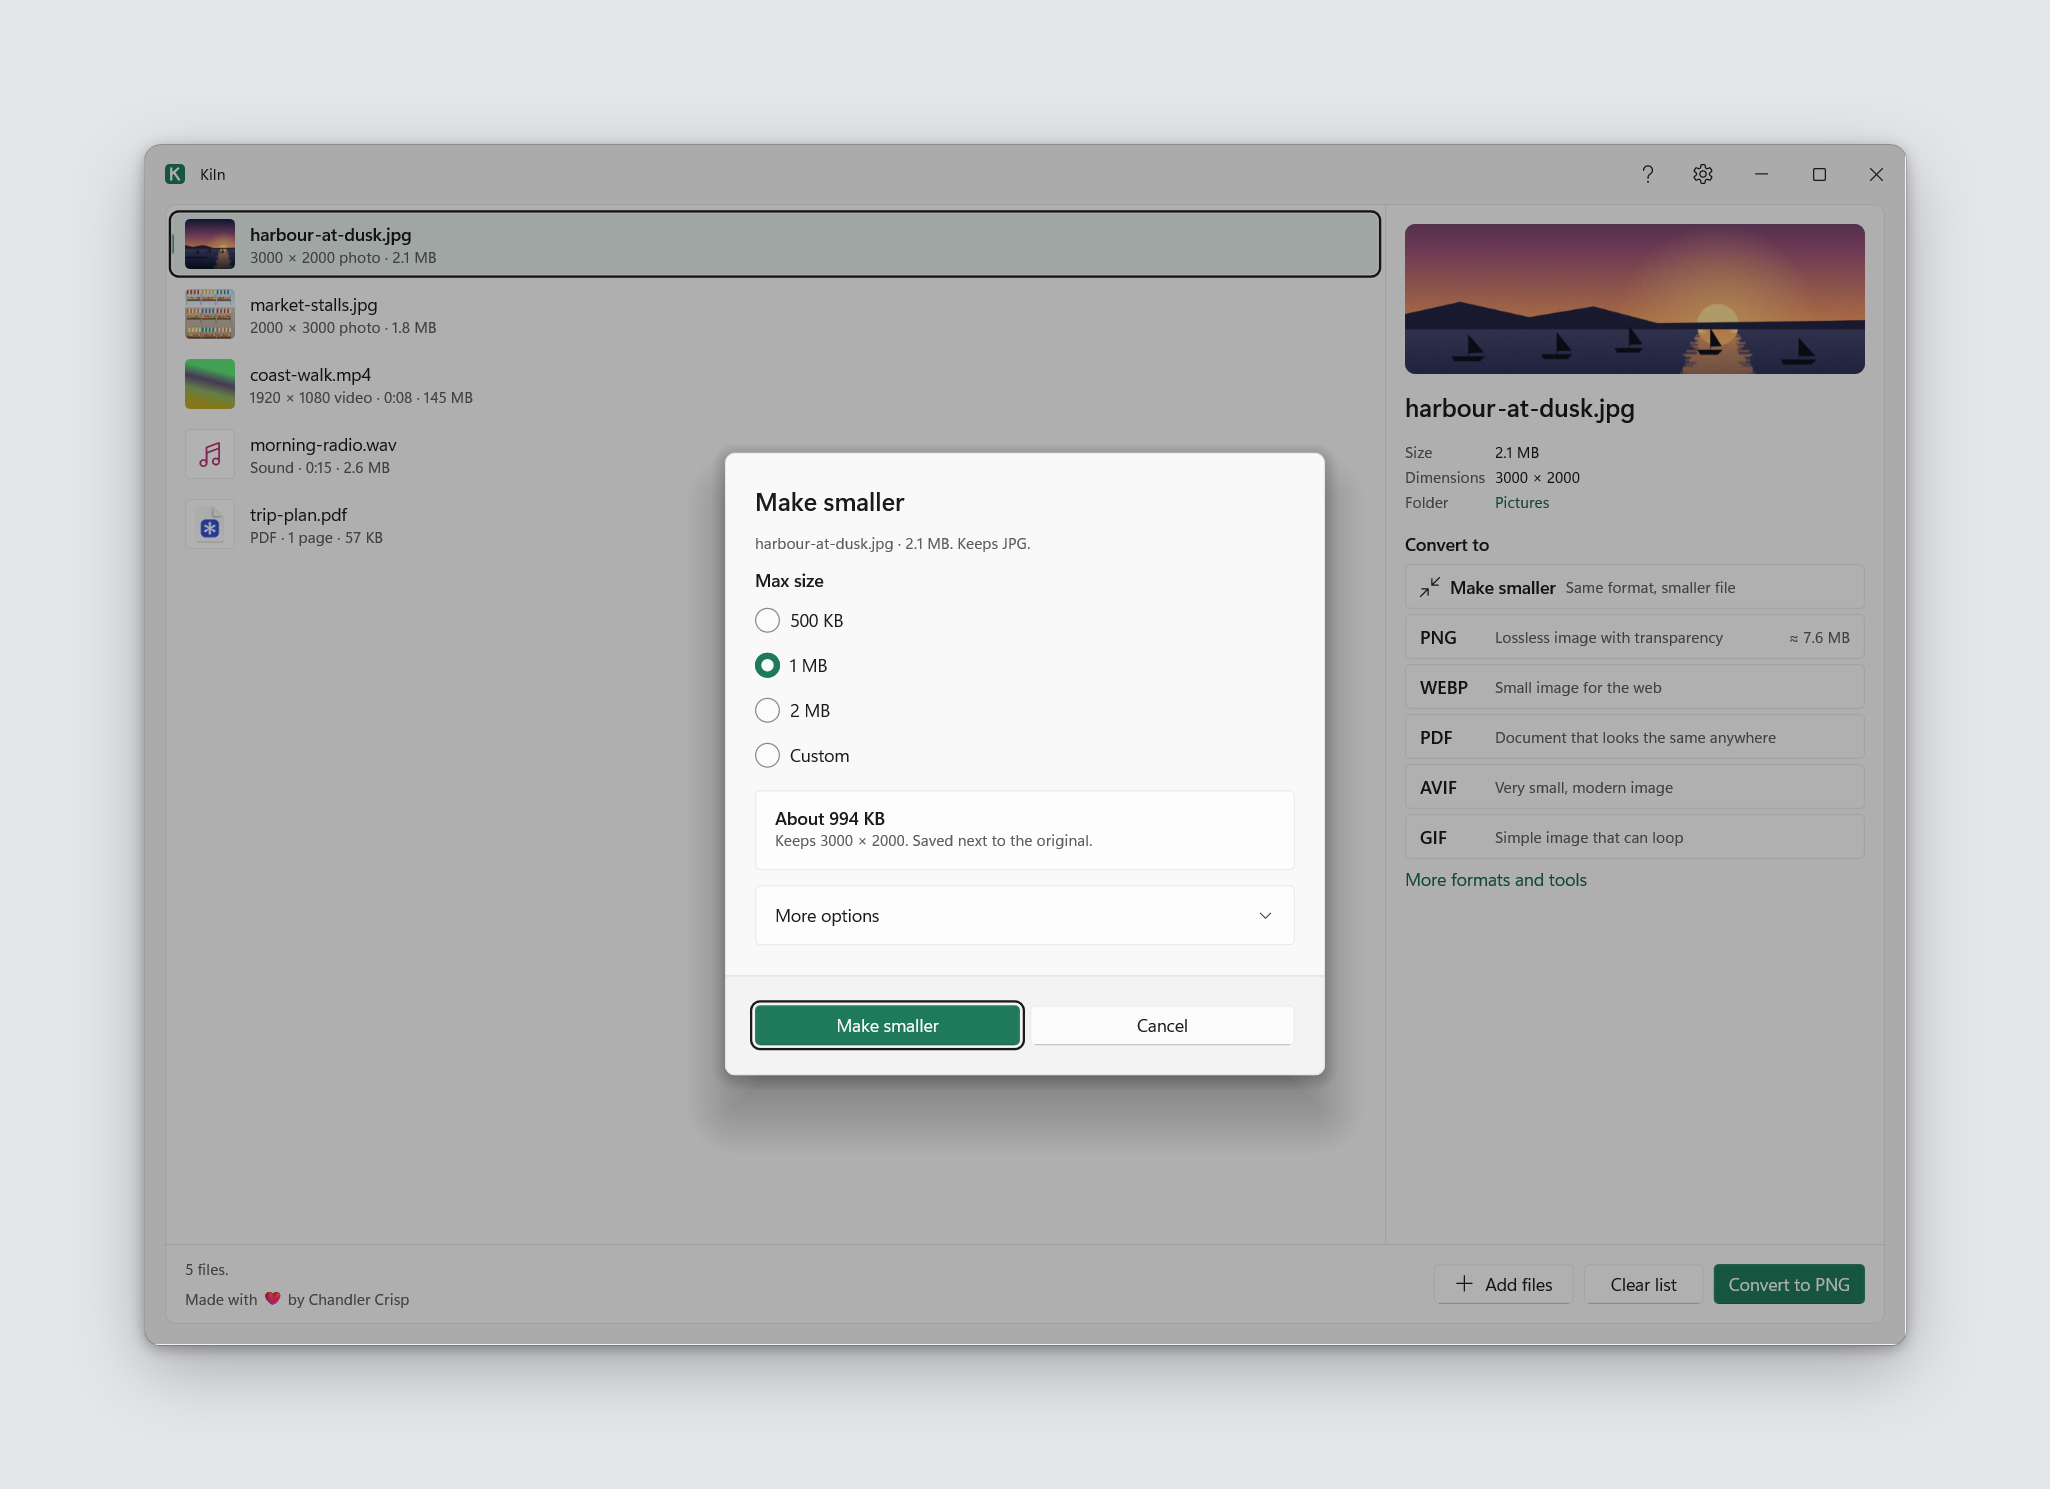 K Kiln
harbour-at-dusk.jpg
3000 × 2000 photo · 2.1 MB
market-stalls.jpg
2000 × 3000 photo · 1.8 MB
coast-walk.mp4
1920 × 1080 video · 0:08 · 145 MB
morning-radio.wav
Sound · 0:15 · 2.6 MB
trip-plan.pdf
PDF · 1 page · 57 KB
Make smaller
harbour-at-dusk.jpg · 2.1 MB. Keeps JPG.
Max size
500 KB
1 MB
2 MB
Custom
About 994 KB
Keeps 3000 × 2000. Saved next to the original.
More options
Make smaller Cancel
harbour-at-dusk.jpg
Size 2.1 MB
Dimensions 3000 × 2000
Folder Pictures
Convert to
Make smaller Same format, smaller file
PNG Lossless image with transparency ≈ 7.6 MB
WEBP Small image for the web
PDF Document that looks the same anywhere
AVIF Very small, modern image
GIF Simple image that can loop
More formats and tools
5 files.
Made with ❤ by Chandler Crisp
Add files Clear list Convert to PNG